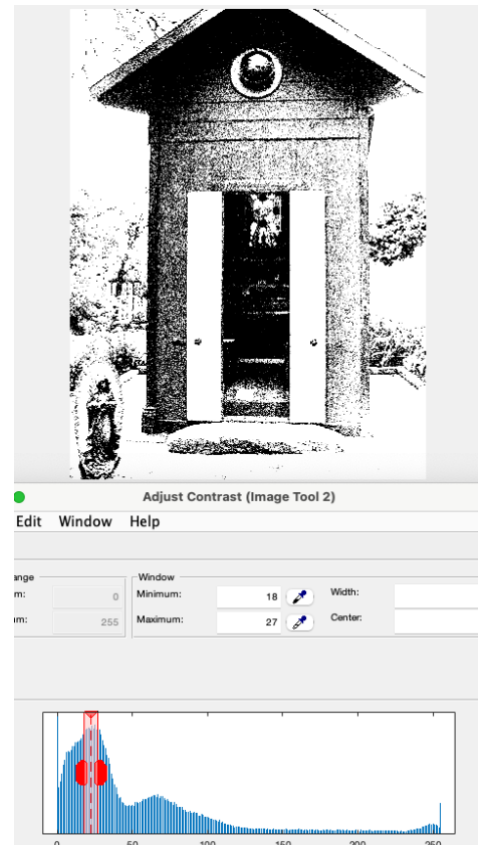 Adjust Contrast (Image Tool 2)
Edit Window Help
ange
Window
m:
0
Minimum:
18
Width:
um:
255
Maximum:
27
Center:
0 50 100 150 200 250